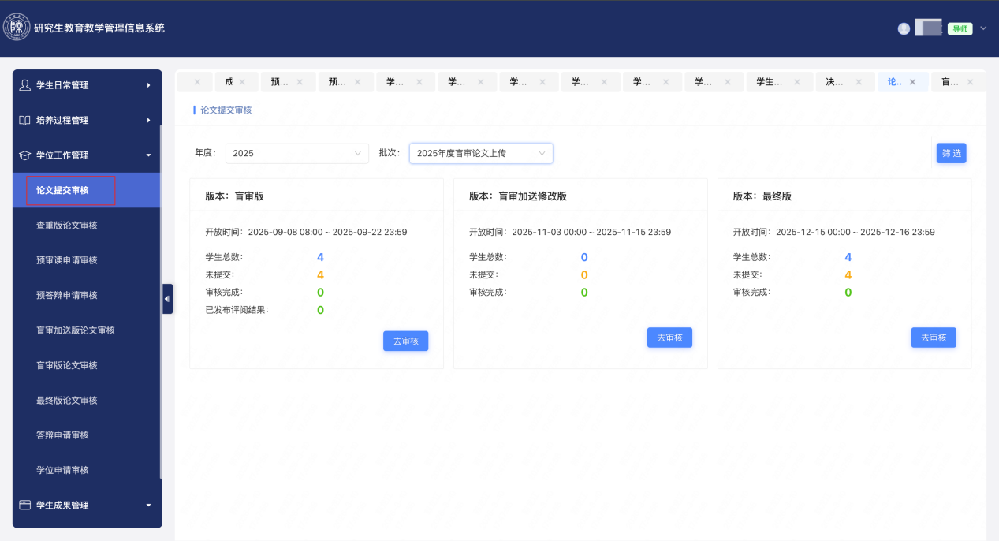 研究生教育教学管理信息系统
导师
学生日常管理
培养过程管理
学位工作管理
论文提交审核
查重版论文审核
预审读申请审核
预答辩申请审核
盲审加送版论文审核
盲审版论文审核
最终版论文审核
答辩申请审核
学位申请审核
学生成果管理
成 预... 预... 学... 学... 学... 学... 学... 学... 学生... 决... 论.. 盲...
论文提交审核
年度: 2025 批次: 2025年度盲审论文上传 筛选
版本: 盲审版
开放时间: 2025-09-08 08:00 ~ 2025-09-22 23:59
学生总数: 4
未提交: 4
审核完成: 0
已发布评阅结果: 0
去审核
版本: 盲审加送修改版
开放时间: 2025-11-03 00:00 ~ 2025-11-15 23:59
学生总数: 0
未提交: 0
审核完成: 0
去审核
版本: 最终版
开放时间: 2025-12-15 00:00 ~ 2025-12-16 23:59
学生总数: 4
未提交: 4
审核完成: 0
去审核